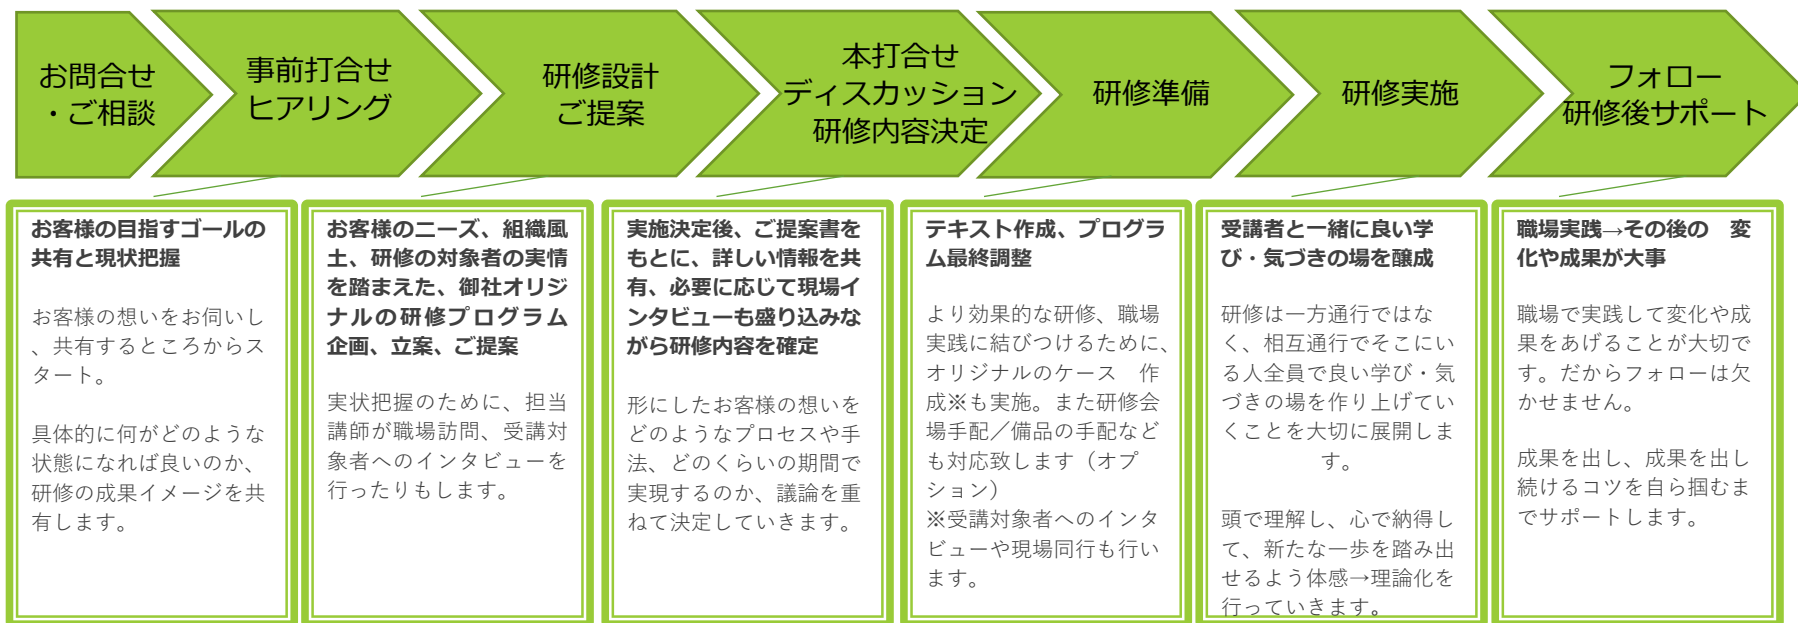 お問合せ
・ご相談
事前打合せ
ヒアリング
研修設計
ご提案
本打合せ
ディスカッション
研修内容決定
研修準備
研修実施
フォロー
研修後サポート
お客様の目指すゴールの
共有と現状把握
お客様の想いをお伺いし
、共有するところからス
タート。
具体的に何がどのような
状態になれば良いのか、
研修の成果イメージを共
有します。
お客様のニーズ、組織風
土、研修の対象者の実情
を踏まえた、御社オリジ
ナルの研修プログラム
企画、立案、ご提案
実状把握のために、担当
講師が職場訪問、受講対
象者へのインタビューを
行ったりもします。
実施決定後、ご提案書を
もとに、詳しい情報を共
有、必要に応じて現場イ
ンタビューも盛り込みな
がら研修内容を確定
形にしたお客様の想いを
どのようなプロセスや手
法、どのくらいの期間で
実現するのか、議論を重
ねて決定していきます。
テキスト作成、プログラ
ム最終調整
より効果的な研修、職場
実践に結びつけるために、
オリジナルのケース　作
成※も実施。また研修会
場手配／備品の手配など
も対応致します（オプ
ション）
※受講対象者へのインタ
ビューや現場同行も行い
ます。
受講者と一緒に良い学
び・気づきの場を醸成
研修は一方通行ではな
く、相互通行でそこにい
る人全員で良い学び・気
づきの場を作り上げてい
くことを大切に展開しま
す。
頭で理解し、心で納得し
て、新たな一歩を踏み出
せるよう体感→理論化を
行っていきます。
職場実践→その後の　変
化や成果が大事
職場で実践して変化や成
果をあげることが大切で
す。だからフォローは欠
かせません。
成果を出し、成果を出し
続けるコツを自ら掴むま
でサポートします。